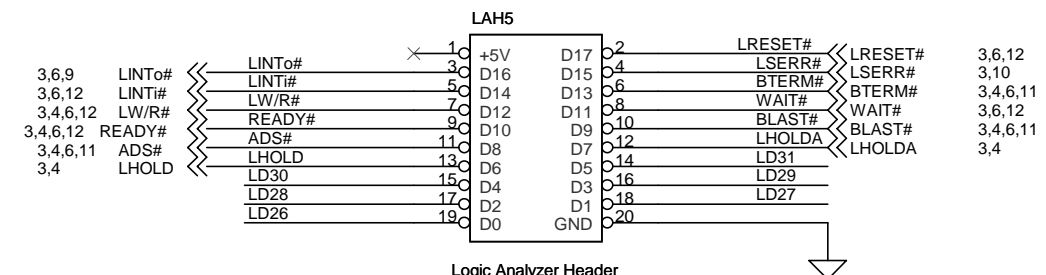 LAH5
1 +5V D17 2 LRESET# LRESET# 3,6,12
3,6,9 LINTo# LINTo# 3 D16 D15 4 LSERR# LSERR# 3,10
3,6,12 LINTi# LINTi# 5 D14 D13 6 BTERM# BTERM# 3,4,6,11
3,4,6,12 LW/R# LW/R# 7 D12 D11 8 WAIT# WAIT# 3,6,12
3,4,6,12 READY# READY# 9 D10 D9 10 BLAST# BLAST# 3,4,6,11
3,4,6,11 ADS# ADS# 11 D8 D7 12 LHOLDA LHOLDA 3,4
3,4 LHOLD LHOLD 13 D6 D5 14 LD31
LD30 15 D4 D3 16 LD29
LD28 17 D2 D1 18 LD27
LD26 19 D0 GND 20
Logic Analyzer Header